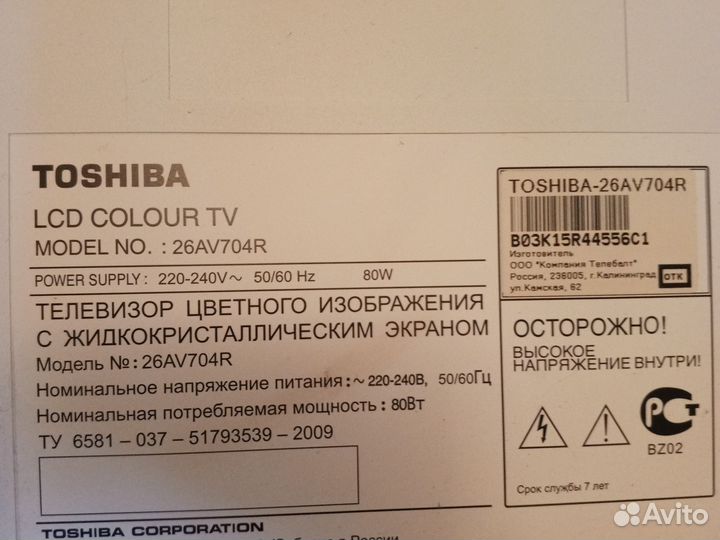 TOSHIBA
LCD COLOUR TV
MODEL NO. : 26AV704R
POWER SUPPLY : 220-240V～ 50/60 Hz 80W
ТЕЛЕВИЗОР ЦВЕТНОГО ИЗОБРАЖЕНИЯ
С ЖИДКОКРИСТАЛЛИЧЕСКИМ ЭКРАНОМ
Модель №: 26AV704R
Номинальное напряжение питания: ～ 220-240В, 50/60Гц
Номинальная потребляемая мощность : 80Вт
ТУ 6581 – 037 – 51793539 – 2009
TOSHIBA CORPORATION
в России
TOSHIBA-26AV704R
B03K15R44556C1
Изготовитель
ООО "Компания Телебалт"
Россия, 236005, г.Калининград
ул.Камская, 62
ОТК
ОСТОРОЖНО!
ВЫСОКОЕ
НАПРЯЖЕНИЕ ВНУТРИ!
РСТ
BZ02
Срок службы 7 лет
Avito